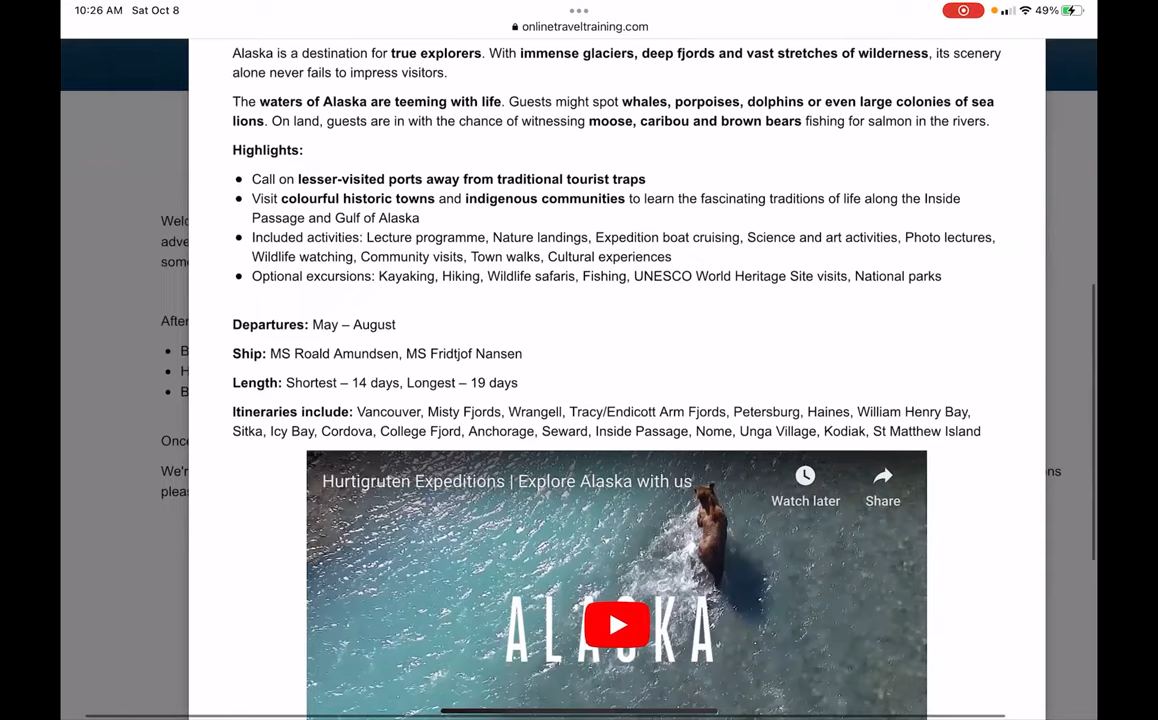 10:26 AM Sat Oct 8
49%
onlinetraveltraining.com
Alaska is a destination for true explorers. With immense glaciers, deep fjords and vast stretches of wilderness, its scenery
alone never fails to impress visitors.
The waters of Alaska are teeming with life. Guests might spot whales, porpoises, dolphins or even large colonies of sea
lions. On land, guests are in with the chance of witnessing moose, caribou and brown bears fishing for salmon in the rivers.
Highlights:
Call on lesser-visited ports away from traditional tourist traps
Visit colourful historic towns and indigenous communities to learn the fascinating traditions of life along the Inside
Passage and Gulf of Alaska
Included activities: Lecture programme, Nature landings, Expedition boat cruising, Science and art activities, Photo lectures,
Wildlife watching, Community visits, Town walks, Cultural experiences
Optional excursions: Kayaking, Hiking, Wildlife safaris, Fishing, UNESCO World Heritage Site visits, National parks
Departures: May – August
Ship: MS Roald Amundsen, MS Fridtjof Nansen
Length: Shortest – 14 days, Longest – 19 days
Itineraries include: Vancouver, Misty Fjords, Wrangell, Tracy/Endicott Arm Fjords, Petersburg, Haines, William Henry Bay,
Sitka, Icy Bay, Cordova, College Fjord, Anchorage, Seward, Inside Passage, Nome, Unga Village, Kodiak, St Matthew Island
Hurtigruten Expeditions | Explore Alaska with us
Watch later
Share
ALASKA
Welc
adve
som
After
B
H
B
Once
We're
pleas
ns